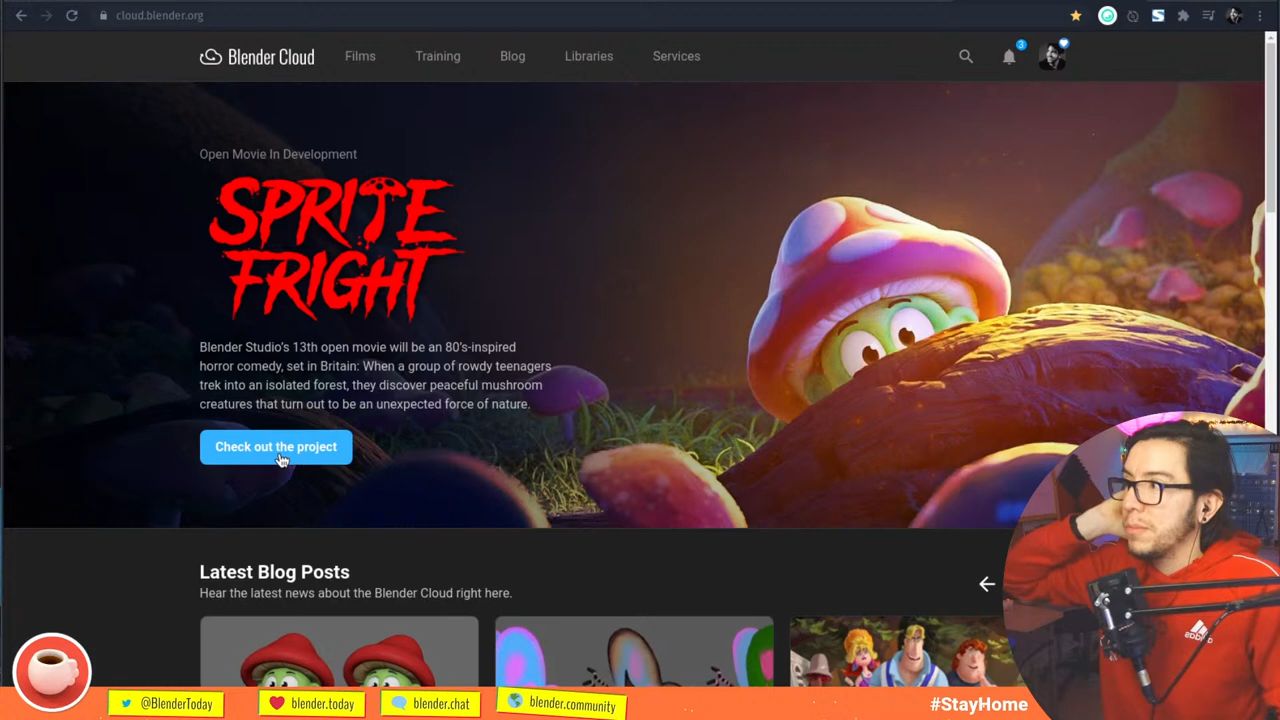 cloud.blender.org
Blender Cloud Films Training Blog Libraries Services
3
Open Movie In Development
SPRITE
FRIGHT
Blender Studio's 13th open movie will be an 80's-inspired
horror comedy, set in Britain: When a group of rowdy teenagers
trek into an isolated forest, they discover peaceful mushroom
creatures that turn out to be an unexpected force of nature.
Check out the project
Latest Blog Posts
Hear the latest news about the Blender Cloud right here.
adidas
@BlenderToday blender.today blender.chat blender.community #StayHome